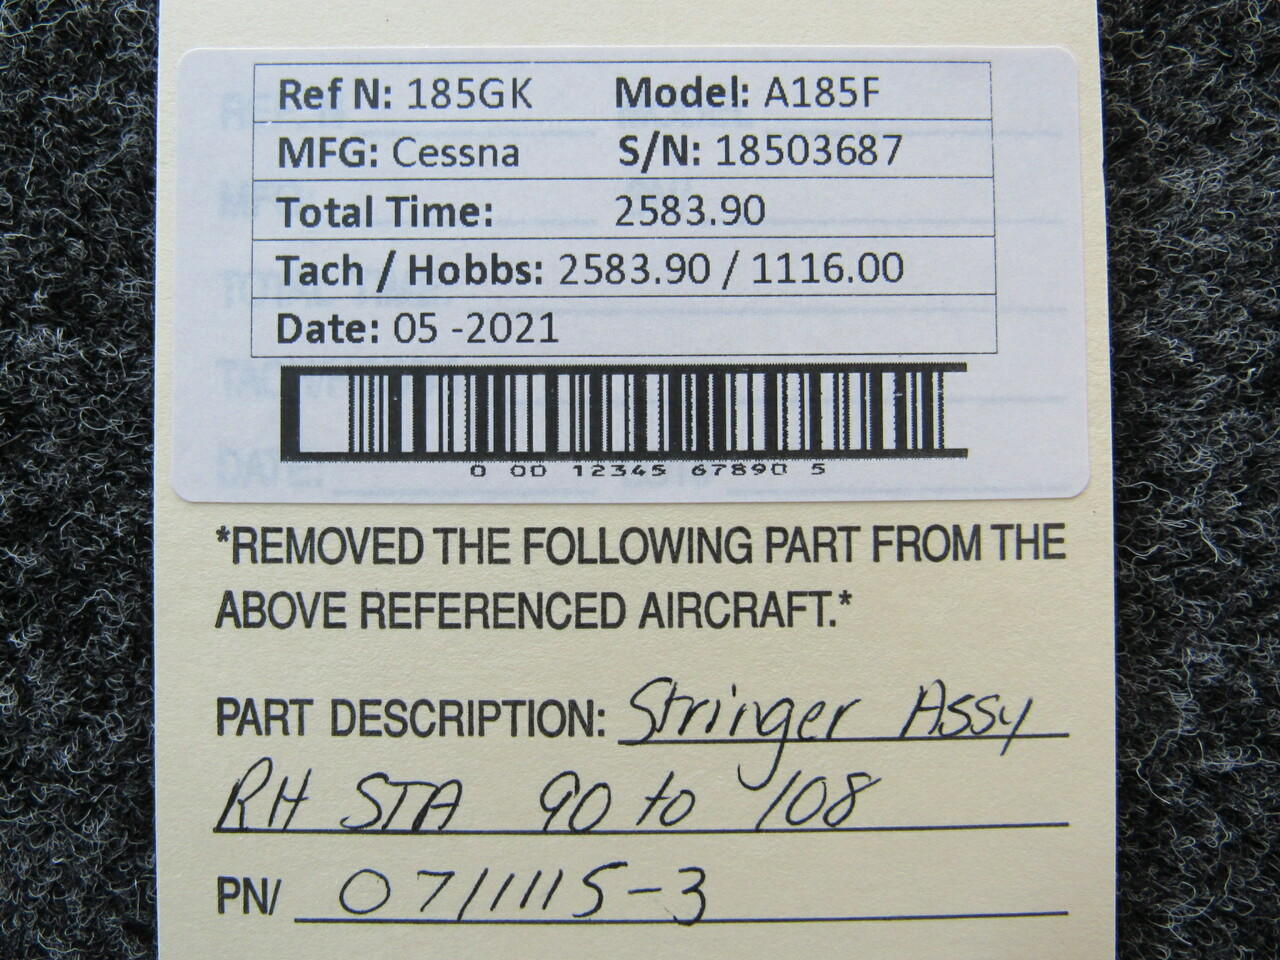 Ref N: 185GK Model: A185F
MFG: Cessna S/N: 18503687
Total Time: 2583.90
Tach / Hobbs: 2583.90 / 1116.00
Date: 05 -2021
0 00 12345 67890 5
*REMOVED THE FOLLOWING PART FROM THE
ABOVE REFERENCED AIRCRAFT.*
PART DESCRIPTION: Stringer Assy
RH STA 90 to 108
PN/ 0711115-3